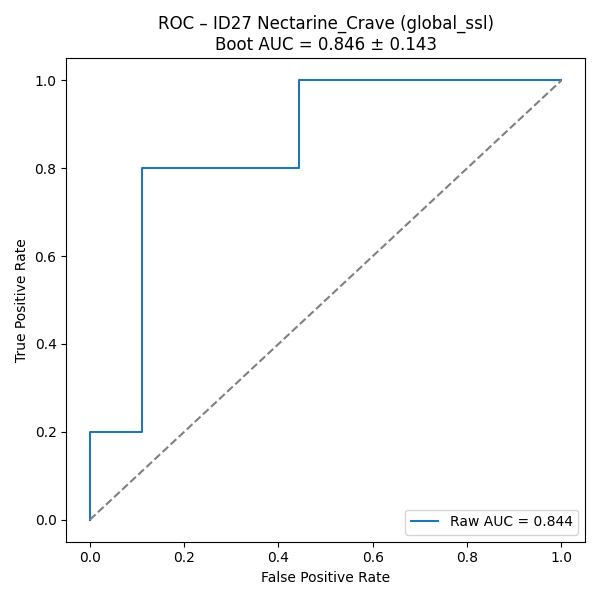 ROC – ID27 Nectarine_Crave (global_ssl)
Boot AUC = 0.846 ± 0.143
1.0
0.8
0.6
0.4
0.2
0.0
True Positive Rate
Raw AUC = 0.844
0.0 0.2 0.4 0.6 0.8 1.0
False Positive Rate